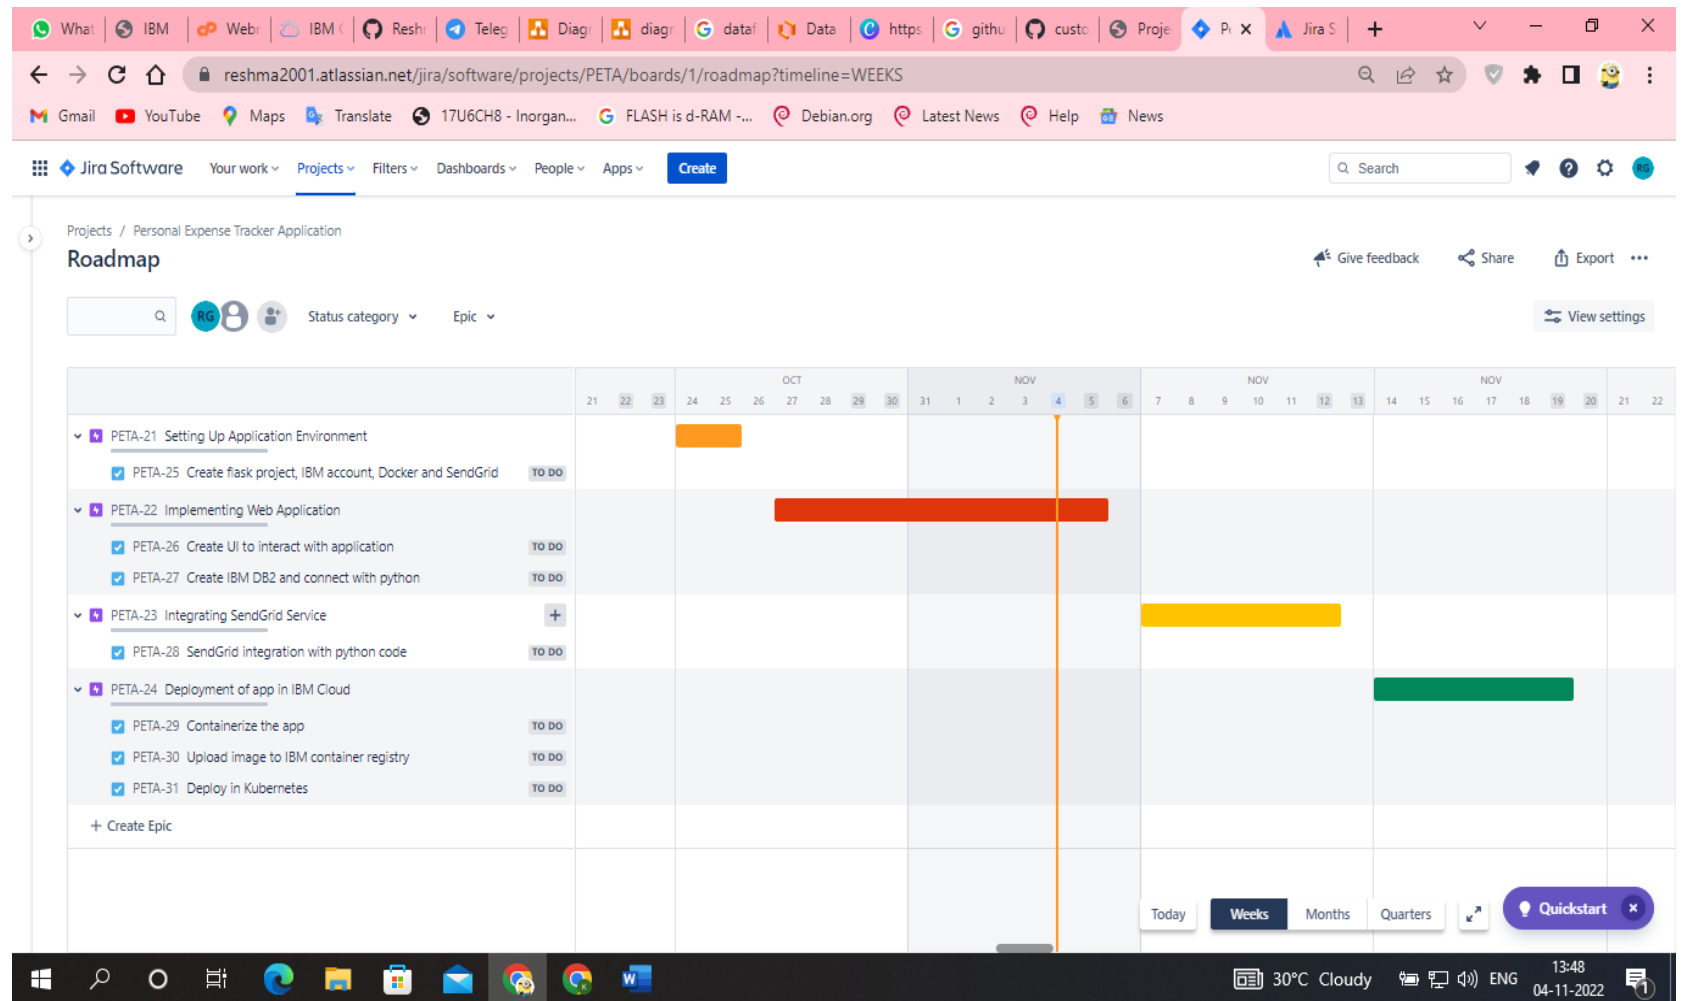 What IBM Webr IBM ( Reshr Teleg Diagr diagr dataf Data https githu custo Proje Pe Jira S
reshma2001.atlassian.net/jira/software/projects/PETA/boards/1/roadmap?timeline=WEEKS
Gmail YouTube Maps Translate 17U6CH8 - Inorgan... FLASH is d-RAM -... Debian.org Latest News Help News
Jira Software Your work Projects Filters Dashboards People Apps Create Search RG
Projects / Personal Expense Tracker Application
Roadmap
Give feedback Share Export
RG Status category Epic View settings
OCT NOV NOV NOV
21 22 23 24 25 26 27 28 29 30 31 1 2 3 4 5 6 7 8 9 10 11 12 13 14 15 16 17 18 19 20 21 22
PETA-21 Setting Up Application Environment
PETA-25 Create flask project, IBM account, Docker and SendGrid TO DO
PETA-22 Implementing Web Application
PETA-26 Create UI to interact with application TO DO
PETA-27 Create IBM DB2 and connect with python TO DO
PETA-23 Integrating SendGrid Service
PETA-28 SendGrid integration with python code TO DO
PETA-24 Deployment of app in IBM Cloud
PETA-29 Containerize the app TO DO
PETA-30 Upload image to IBM container registry TO DO
PETA-31 Deploy in Kubernetes TO DO
+ Create Epic
Today Weeks Months Quarters Quickstart
30°C Cloudy ENG 13:48
04-11-2022 1